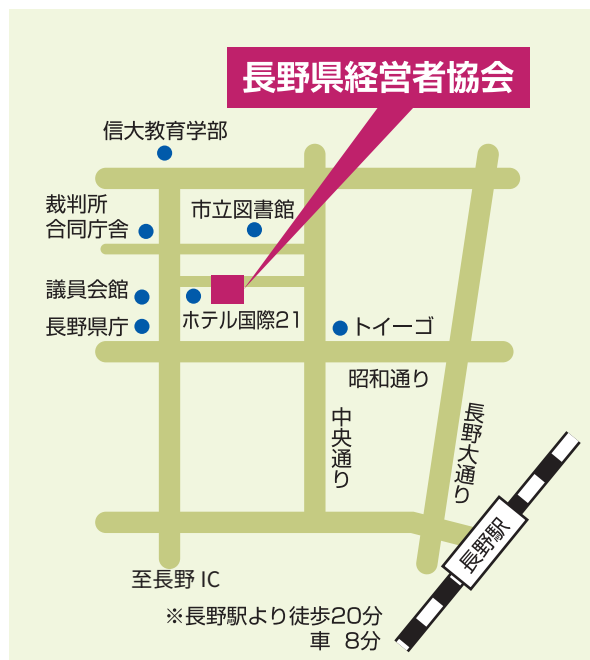 長野県経営者協会
信大教育学部
裁判所
合同庁舎
市立図書館
議員会館
長野県庁
ホテル国際21
トイーゴ
昭和通り
中央通り
長野大通り
長野駅
至長野 IC
※長野駅より徒歩20分
車 8分